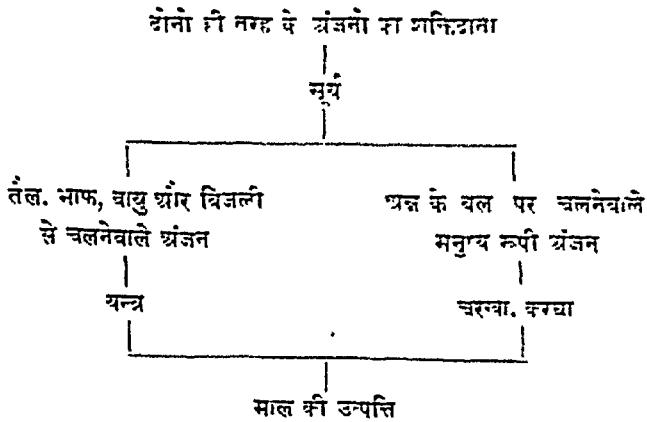 दोनों ही तरह के अंजनों का शक्तिदाता
सूर्य
तैल. भाफ, वायु और बिजली
से चलनेवाले अंजन
अन्न के बल पर चलनेवाले
मनुष्य रूपी अंजन
यन्त्र
चरखा. करघा
माल की उत्पत्ति